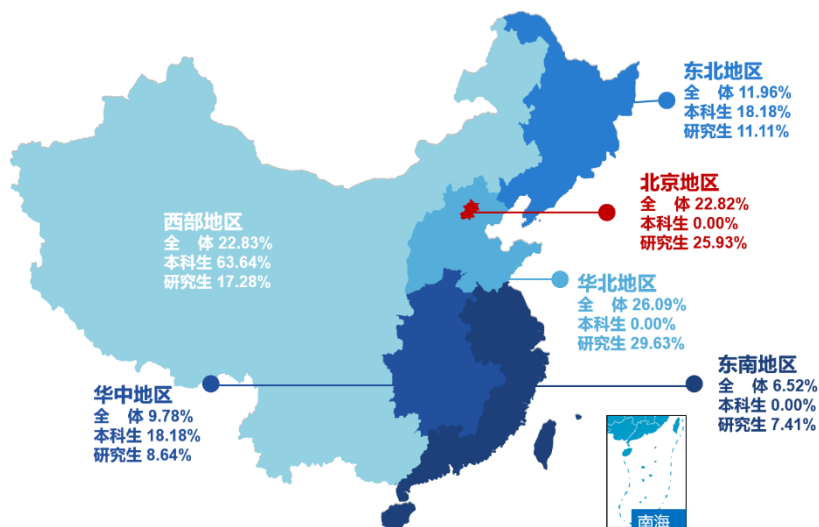 东北地区
全 体 11.96%
本科生 18.18%
研究生 11.11%
北京地区
全 体 22.82%
本科生 0.00%
研究生 25.93%
西部地区
全 体 22.83%
本科生 63.64%
研究生 17.28%
华北地区
全 体 26.09%
本科生 0.00%
研究生 29.63%
东南地区
全 体 6.52%
本科生 0.00%
研究生 7.41%
华中地区
全 体 9.78%
本科生 18.18%
研究生 8.64%
南海